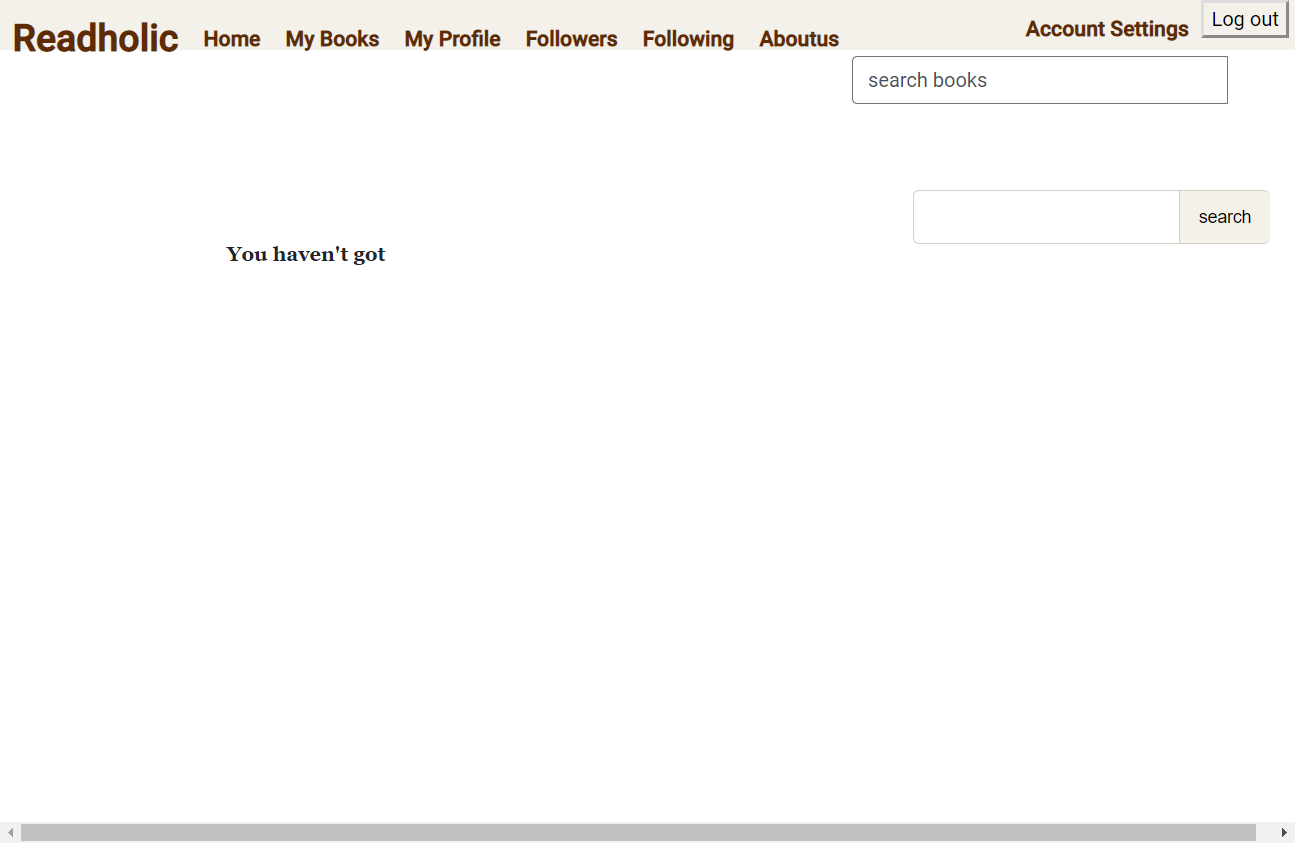 Readholic Home My Books My Profile Followers Following Aboutus Account Settings Log out
search books
search
You haven't got